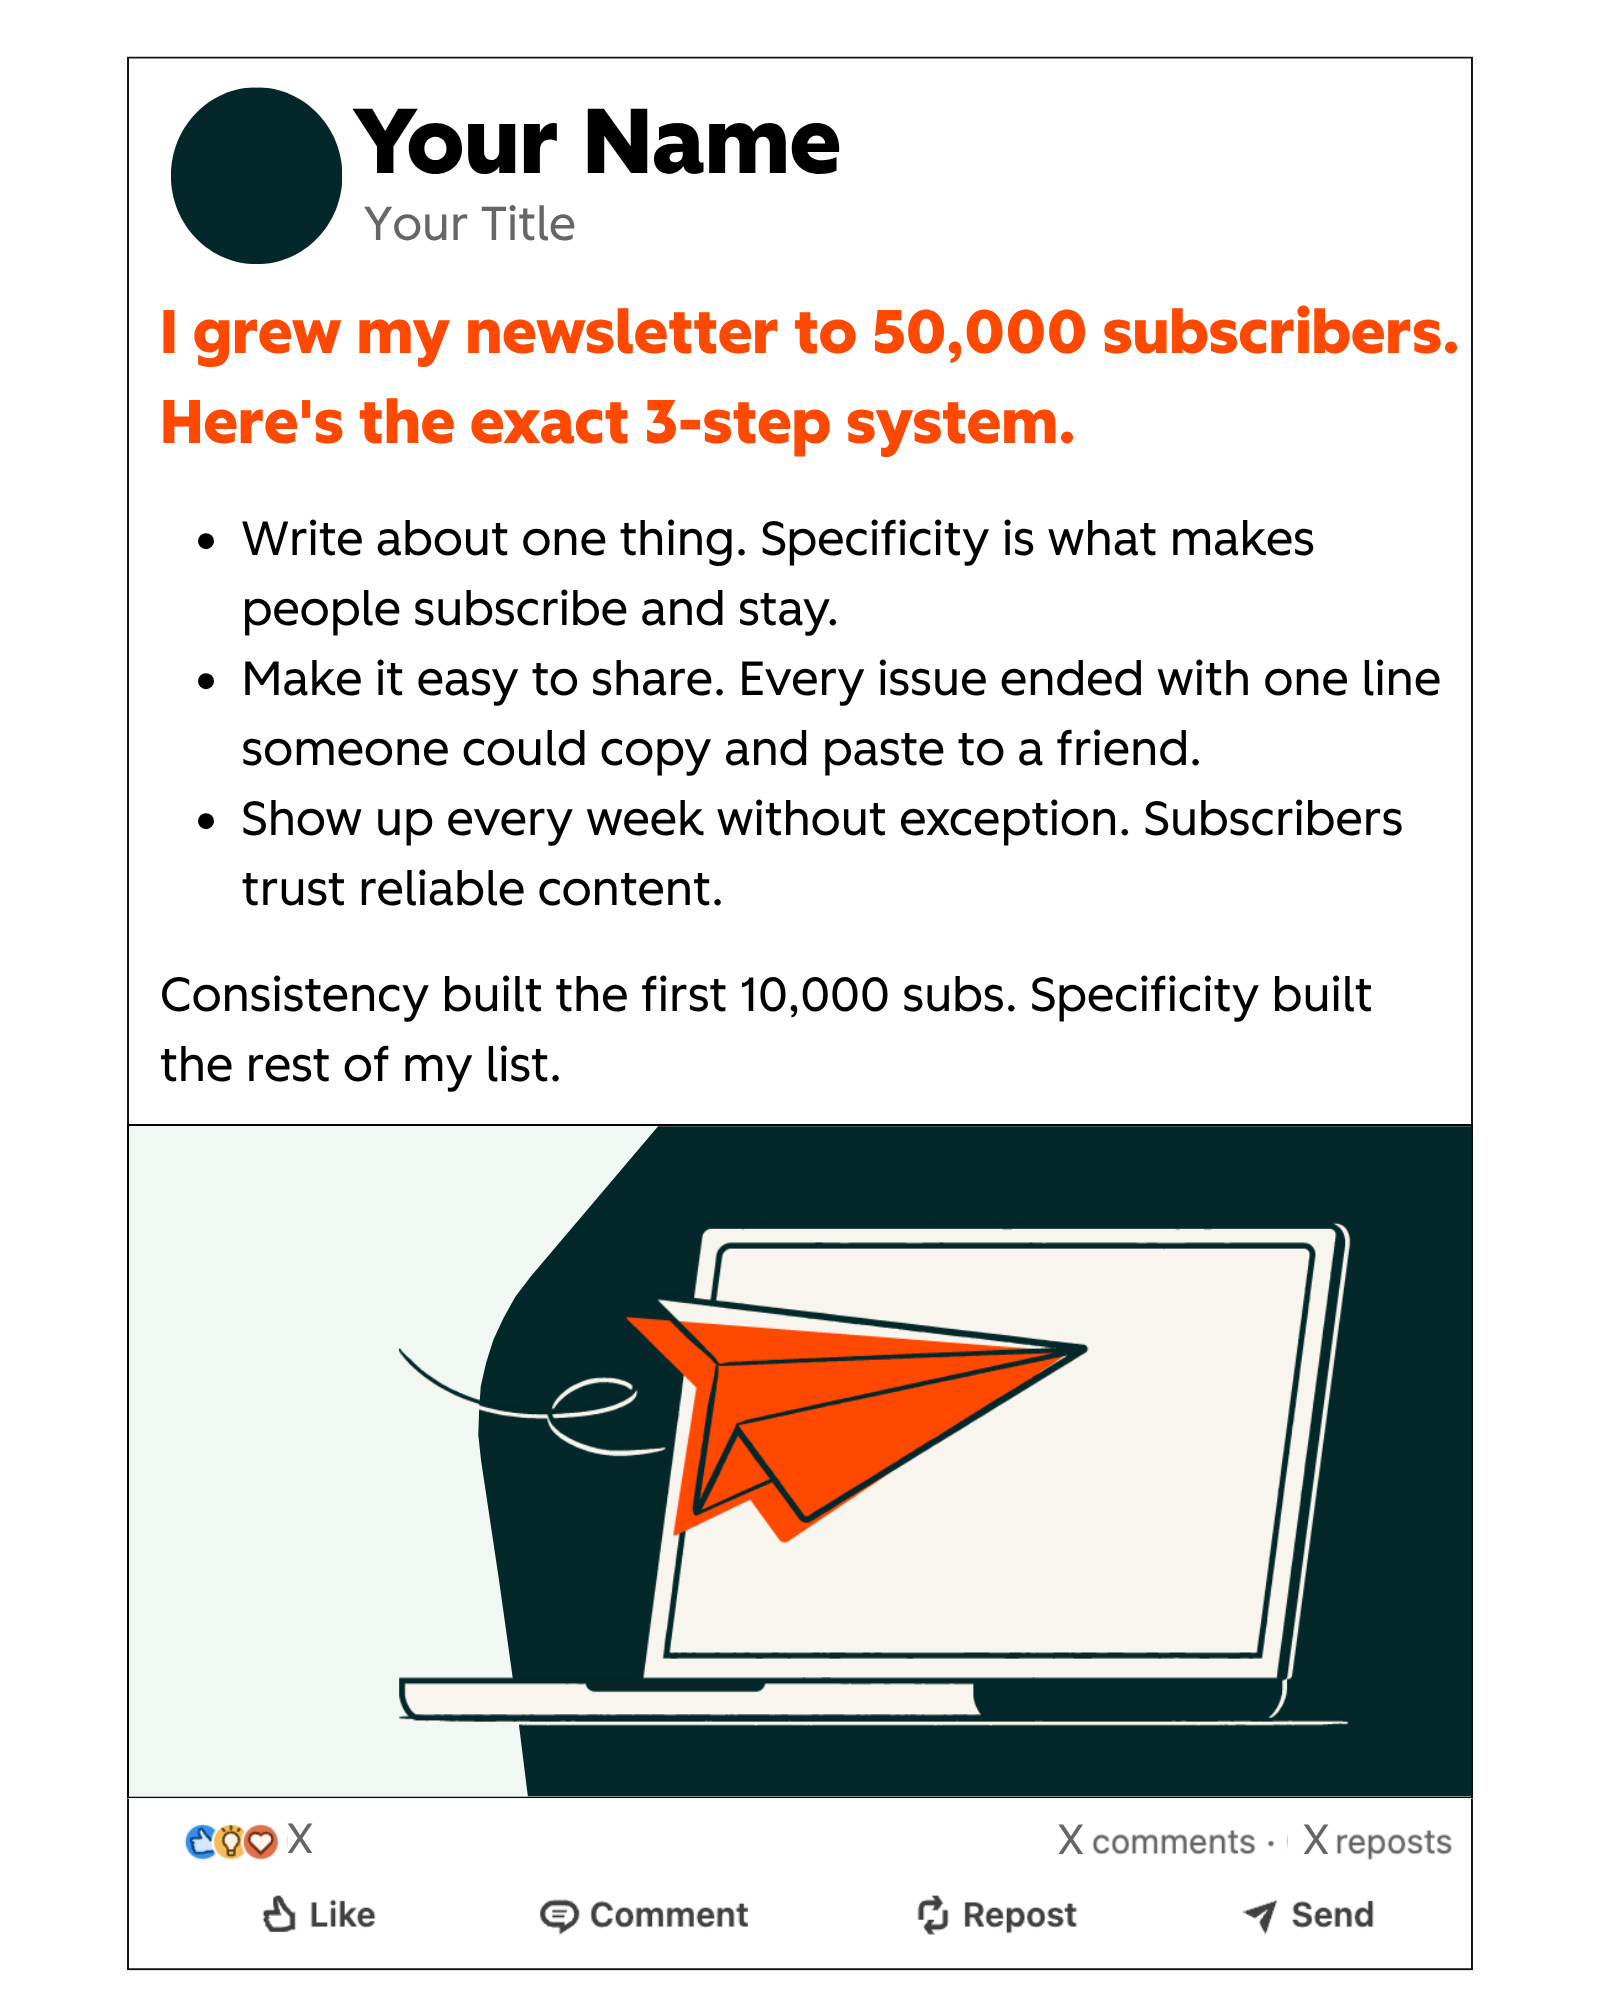 Your Name
Your Title
I grew my newsletter to 50,000 subscribers.
Here's the exact 3-step system.
• Write about one thing. Specificity is what makes
people subscribe and stay.
• Make it easy to share. Every issue ended with one line
someone could copy and paste to a friend.
• Show up every week without exception. Subscribers
trust reliable content.
Consistency built the first 10,000 subs. Specificity built
the rest of my list.
X X comments · X reposts
Like Comment Repost Send